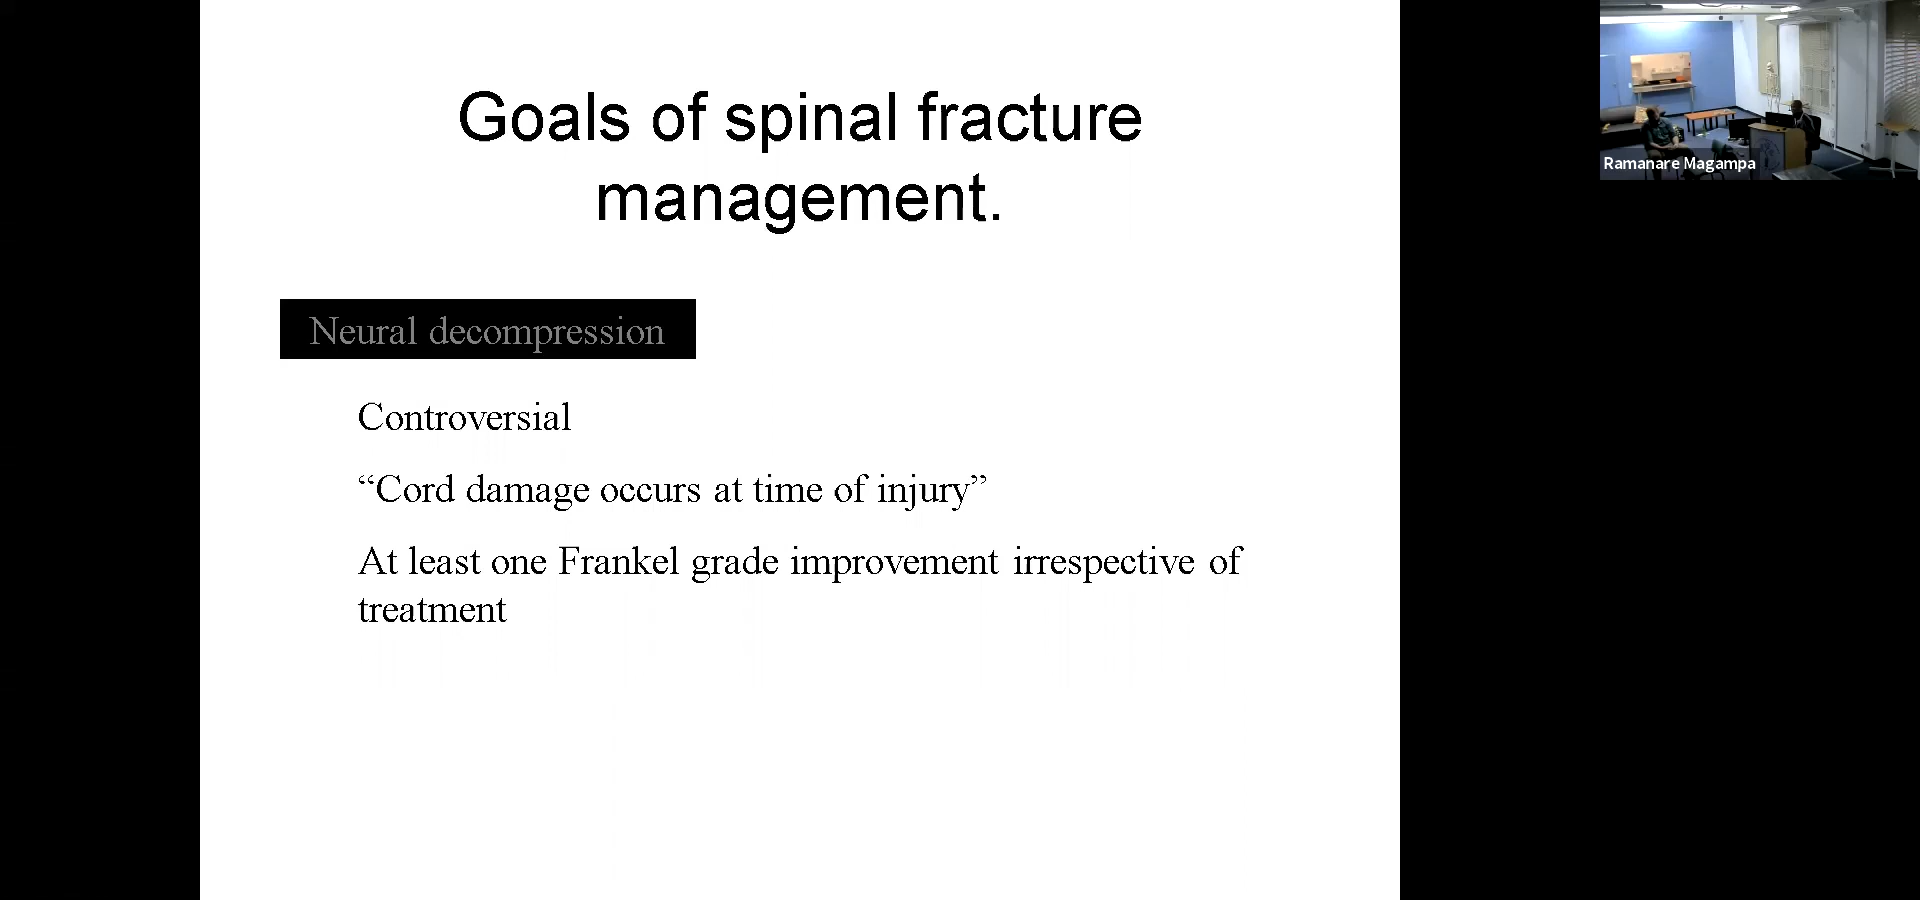 Goals of spinal fracture
management.
Neural decompression
Controversial
“Cord damage occurs at time of injury”
At least one Frankel grade improvement irrespective of
treatment
Ramanare Magampa